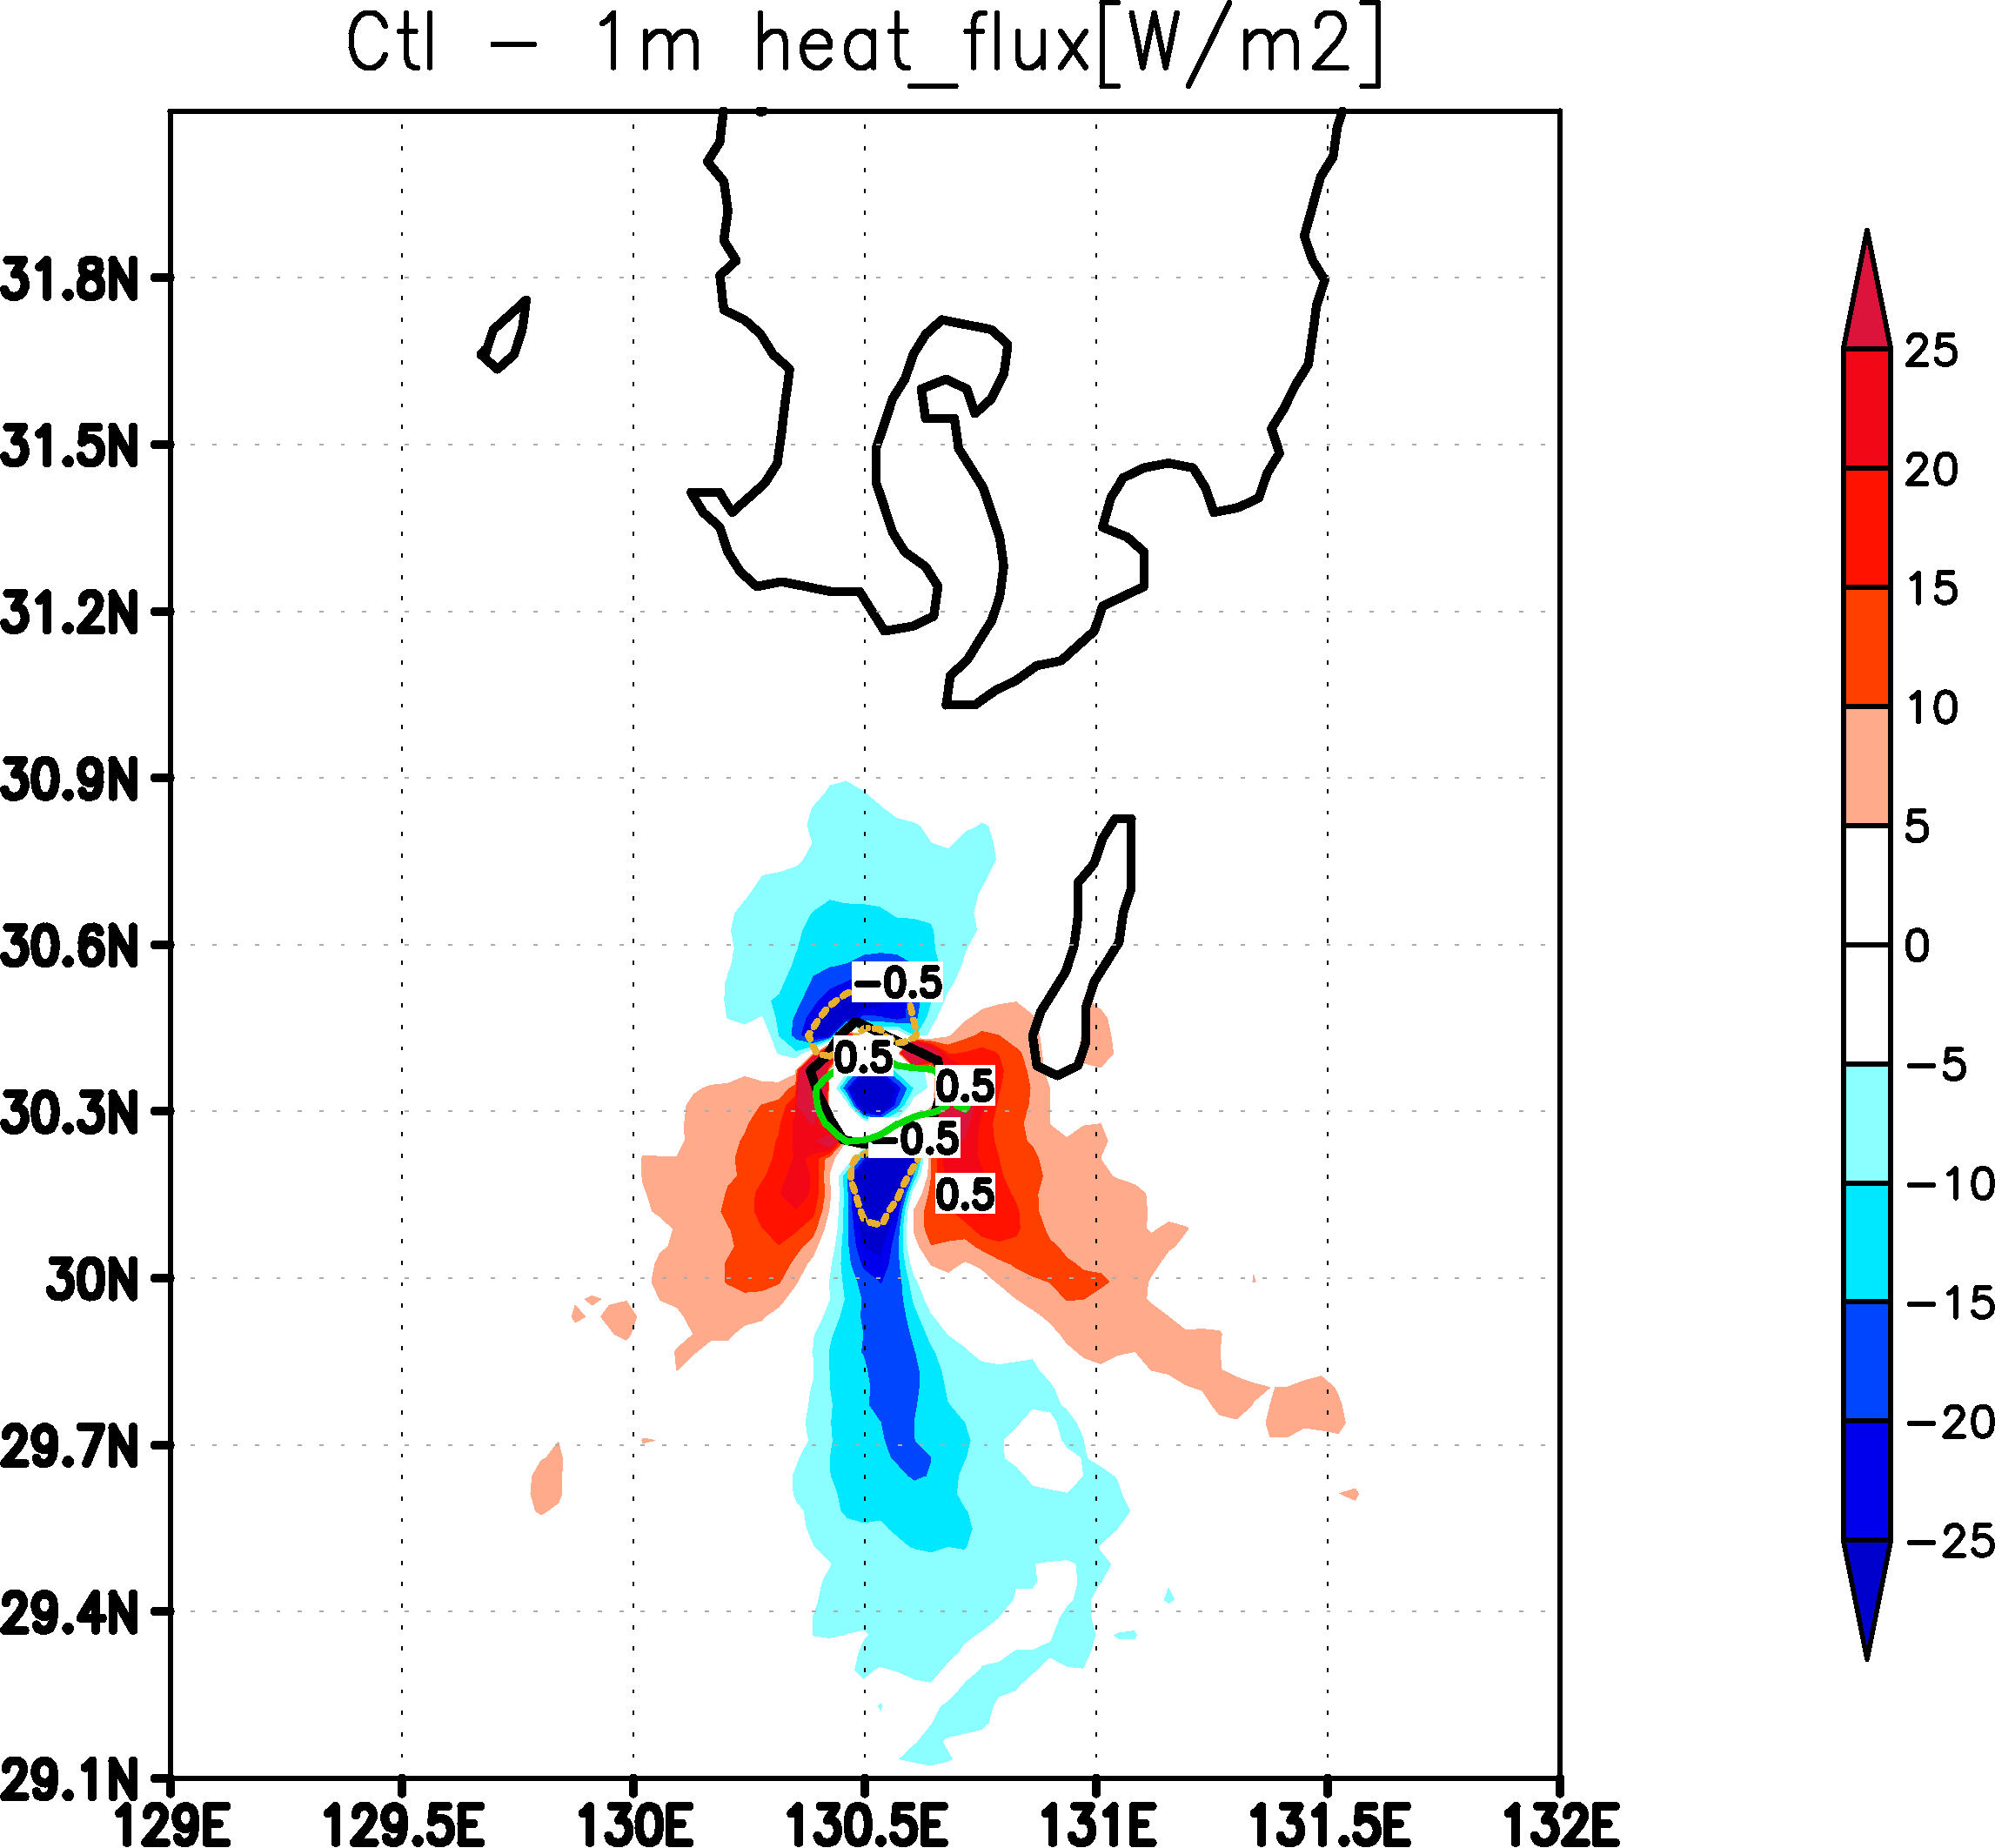 Ctl - 1m heat_flux[W/m2]
31.8N
31.5N
31.2N
30.9N
30.6N
30.3N
30N
29.7N
29.4N
29.1N
129E 129.5E 130E 130.5E 131E 131.5E 132E
-0.5
0.5
0.5
-0.5
0.5
25
20
15
10
5
0
-5
-10
-15
-20
-25